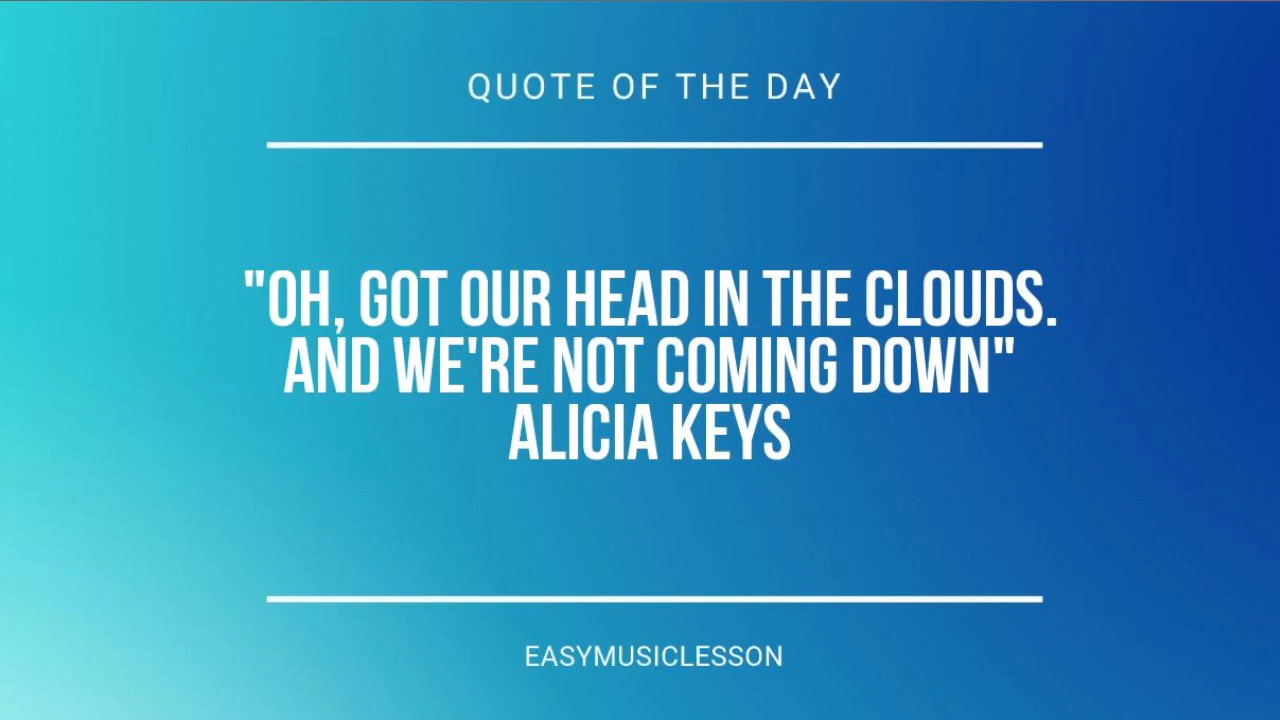 QUOTE OF THE DAY
"OH, GOT OUR HEAD IN THE CLOUDS.
AND WE'RE NOT COMING DOWN"
ALICIA KEYS
EASYMUSICLESSON